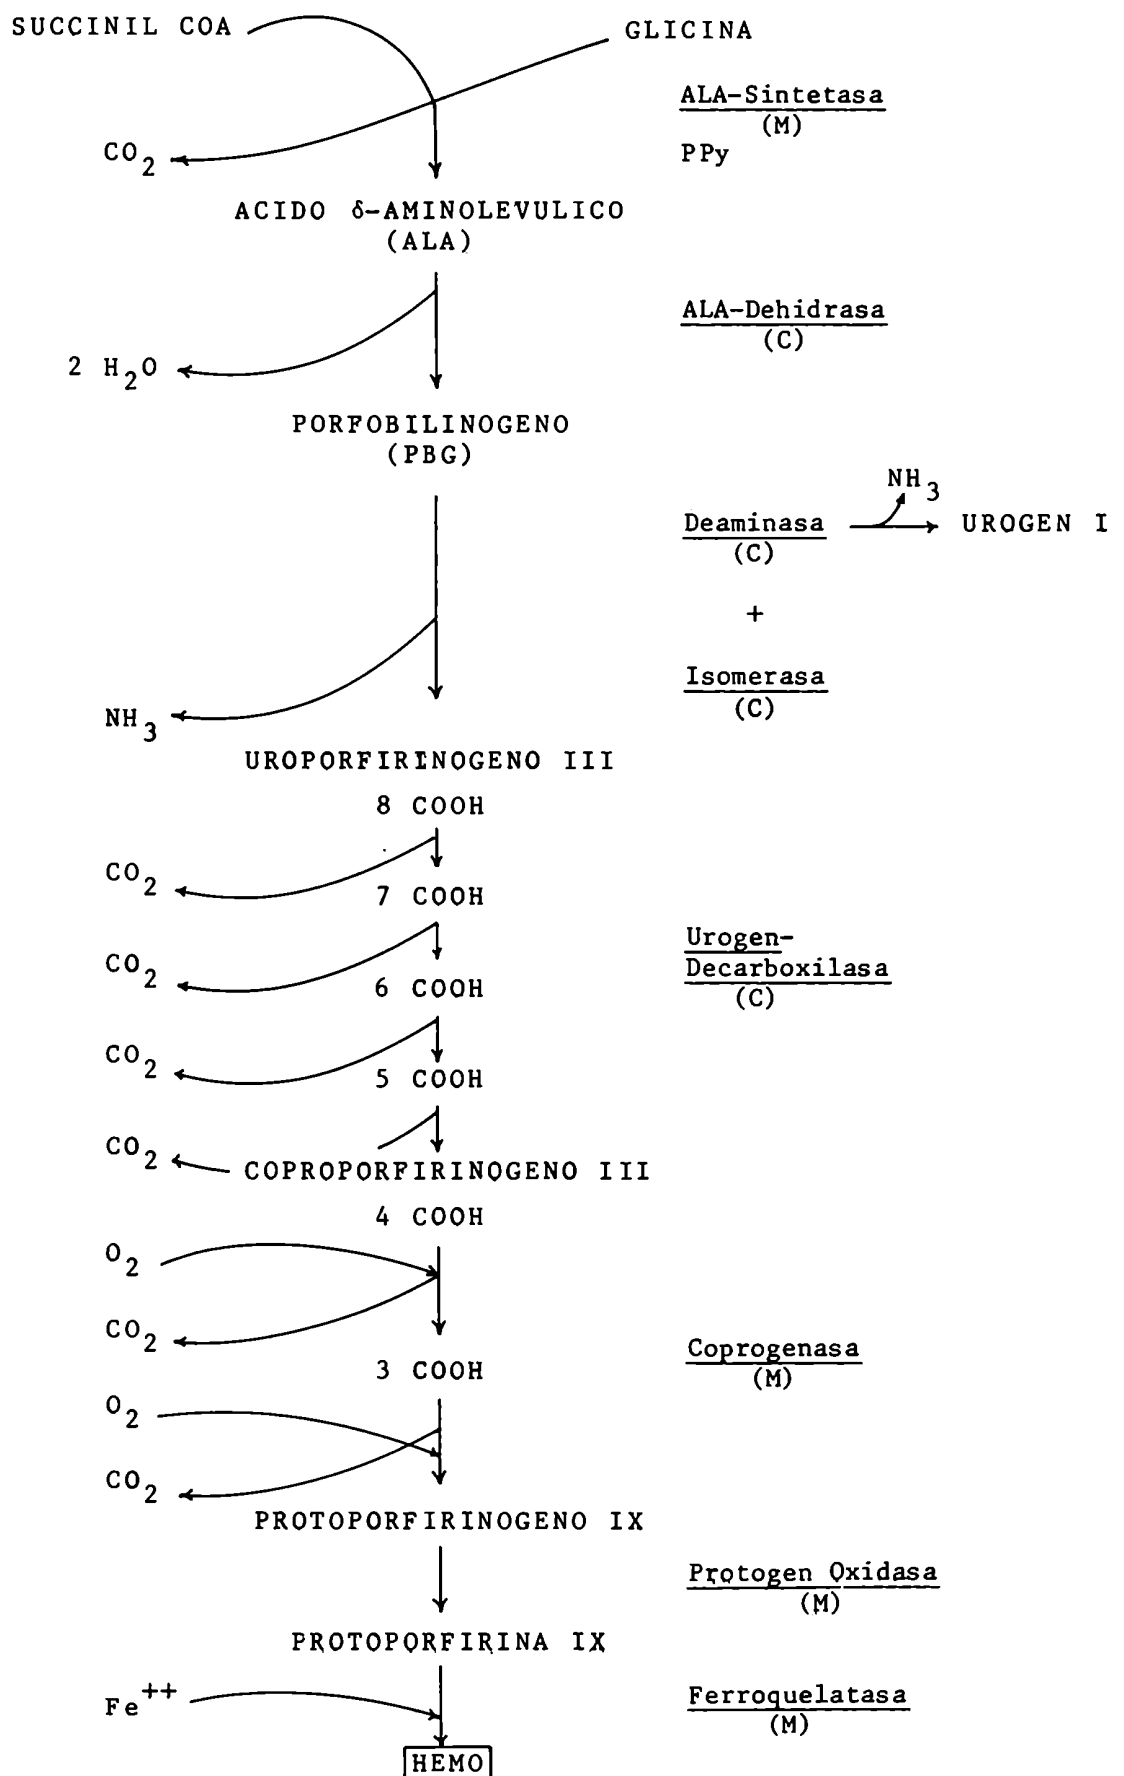 SUCCINIL COA
GLICINA
ALA-Sintetasa
(M)
PPy
CO2
ACIDO δ-AMINOLEVULICO
(ALA)
ALA-Dehidrasa
(C)
2 H2O
PORFOBILINOGENO
(PBG)
NH3
Deaminasa
UROGEN I
(C)
+
Isomerasa
(C)
NH3
UROPORFIRINOGENO III
8 COOH
CO2
7 COOH
Urogen-
Decarboxilasa
(C)
CO2
6 COOH
CO2
5 COOH
CO2
COPROPORFIRINOGENO III
4 COOH
O2
CO2
Coprogenasa
(M)
3 COOH
O2
CO2
PROTOPORFIRINOGENO IX
Protogen Oxidasa
(M)
PROTOPORFIRINA IX
Fe++
Ferroquelatasa
(M)
HEMO